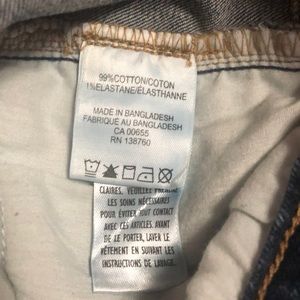 99%COTTON/COTON
1%ELASTANE/ÉLASTHANNE
MADE IN BANGLADESH
FABRIQUE AU BANGLADESH
CA 00655
RN 138760
CLAIRES. VEUILLEZ PRENDRE
LES SOINS NÉCESSAIRES
POUR ÉVITER TOUT CONTACT
AVEC CES ARTICLES. AVANT
DE LE PORTER, LAVER LE
VÊTEMENT EN SUIVANT LES
INSTRUCTIONS DE LAVAGE.